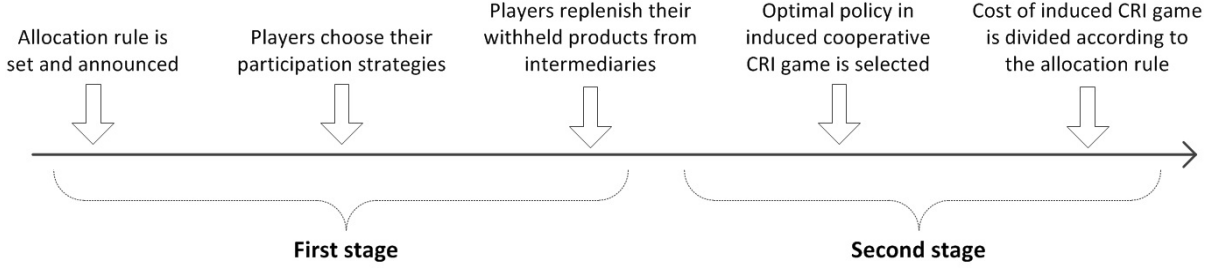 Allocation rule is
set and announced
Players choose their
participation strategies
Players replenish their
withheld products from
intermediaries
Optimal policy in
induced cooperative
CRI game is selected
Cost of induced CRI game
is divided according to
the allocation rule
First stage
Second stage